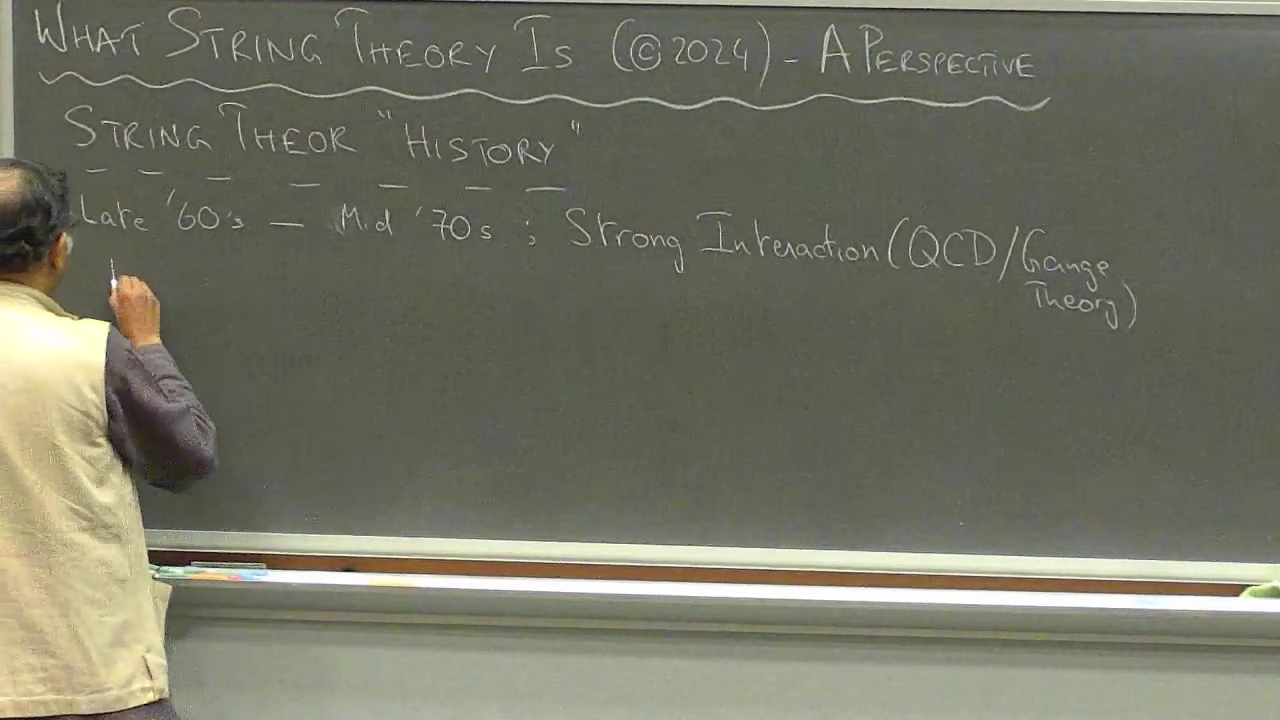 WHAT STRING THEORY IS (©2024) - A PERSPECTIVE
STRING THEOR "HISTORY"
Late '60's — Mid '70s ; Strong Interaction (QCD/Gauge
Theory)